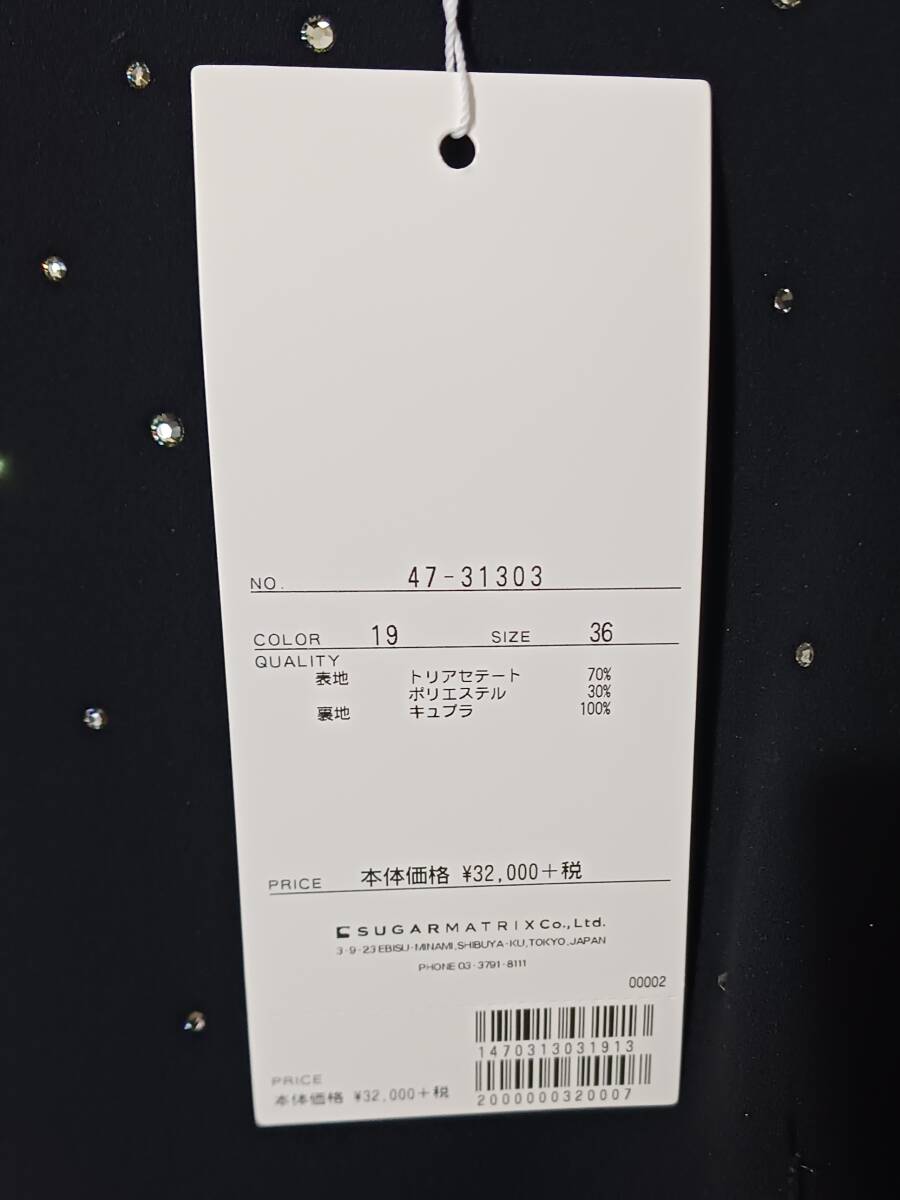 NO. 47-31303
COLOR 19 SIZE 36
QUALITY
表地 トリアセテート 70%
ポリエステル 30%
裏地 キュプラ 100%
PRICE 本体価格 ¥32,000+税
SUGARMATRIX Co., Ltd.
3-9-23 EBISU-MINAMI, SHIBUYA-KU, TOKYO, JAPAN
PHONE 03-3791-8111
00002
1470313031913
PRICE
本体価格 ¥32,000+税
2000000320007